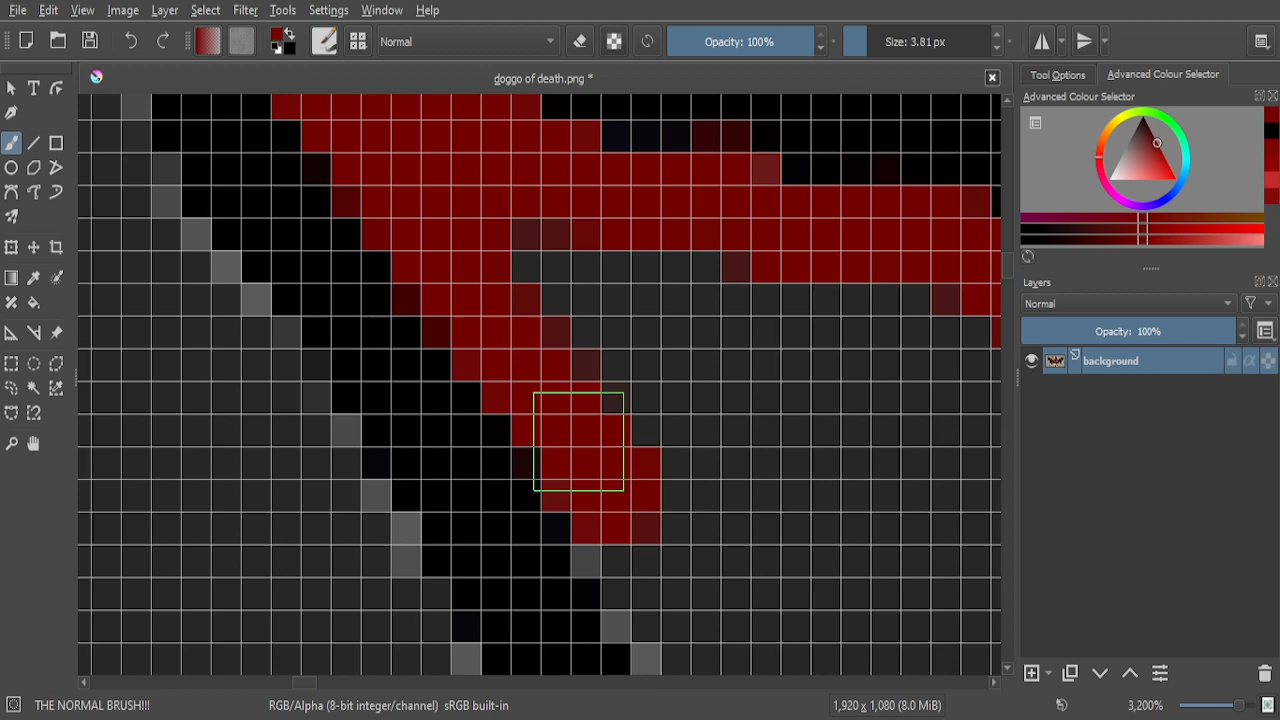 File Edit View Image Layer Select Filter Tools Settings Window Help
Normal Opacity: 100% Size: 3.81 px
doggo of death.png *
Tool Options Advanced Colour Selector
Advanced Colour Selector
Layers
Normal
Opacity: 100%
background
THE NORMAL BRUSH!!! RGB/Alpha (8-bit integer/channel) sRGB built-in 1,920 x 1,080 (8.0 MiB) 3,200%